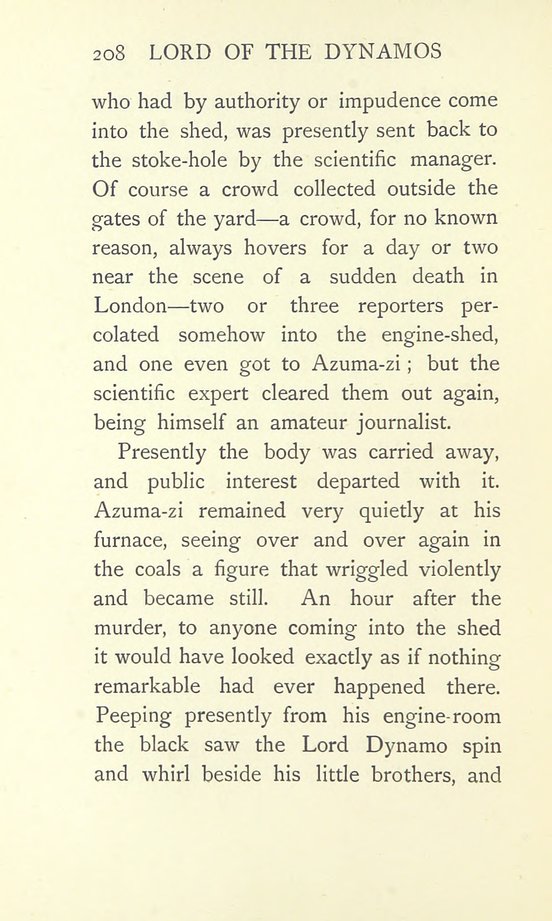 208 LORD OF THE DYNAMOS
who had by authority or impudence come
into the shed, was presently sent back to
the stoke-hole by the scientific manager.
Of course a crowd collected outside the
gates of the yard—a crowd, for no known
reason, always hovers for a day or two
near the scene of a sudden death in
London—two or three reporters per-
colated somehow into the engine-shed,
and one even got to Azuma-zi ; but the
scientific expert cleared them out again,
being himself an amateur journalist.
Presently the body was carried away,
and public interest departed with it.
Azuma-zi remained very quietly at his
furnace, seeing over and over again in
the coals a figure that wriggled violently
and became still. An hour after the
murder, to anyone coming into the shed
it would have looked exactly as if nothing
remarkable had ever happened there.
Peeping presently from his engine-room
the black saw the Lord Dynamo spin
and whirl beside his little brothers, and